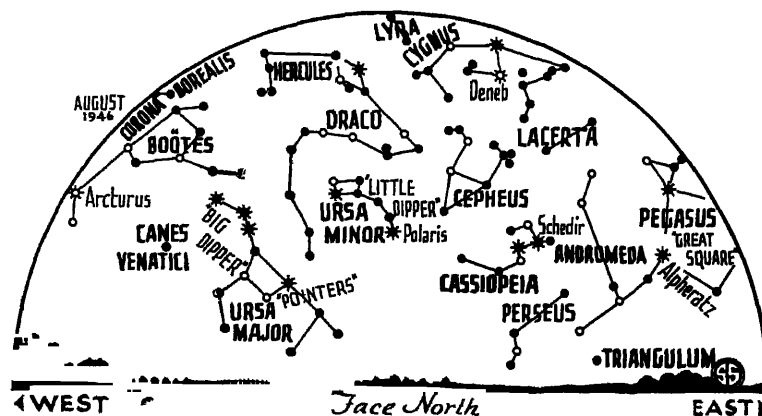 LYRA
CYGNUS
HERCULES
Deneb
CORONA BOREALIS
AUGUST
1946
BOÖTES
DRACO
LACERTA
Arcturus
"LITTLE
DIPPER"
URSA
MINOR
Polaris
CEPHEUS
PEGASUS
"GREAT
SQUARE"
Schedir
ANDROMEDA
Alpheratz
CANES
VENATICI
"BIG
DIPPER"
"POINTERS"
URSA
MAJOR
CASSIOPEIA
PERSEUS
TRIANGULUM
SS
WEST
Face North
EAST